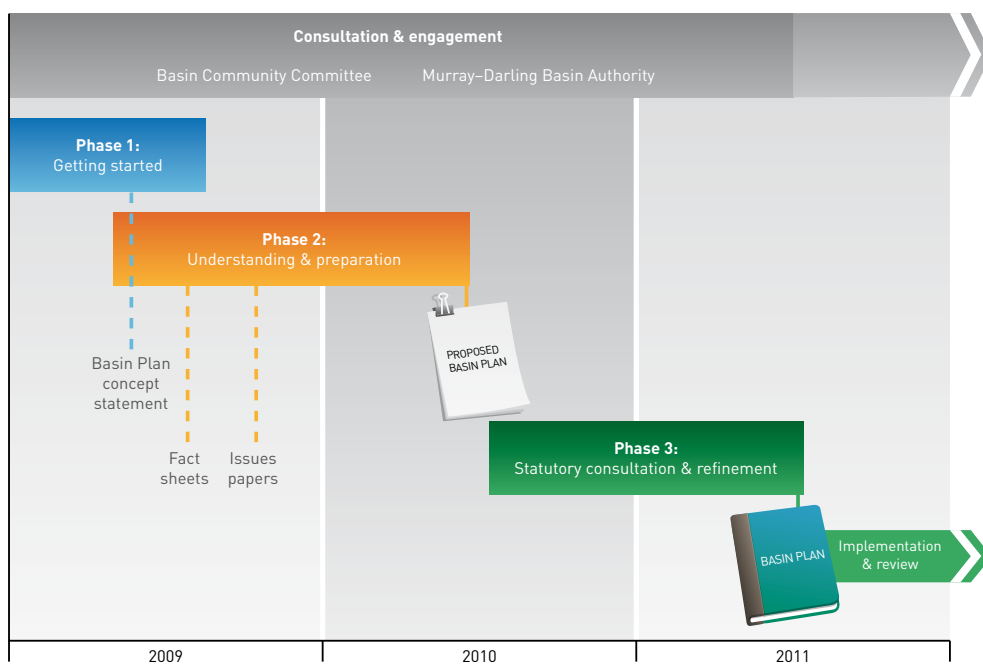 Consultation & engagement
Basin Community Committee
Murray–Darling Basin Authority
Phase 1:
Getting started
Phase 2:
Understanding & preparation
Basin Plan
concept
statement
Fact
sheets
Issues
papers
PROPOSED
BASIN PLAN
Phase 3:
Statutory consultation & refinement
BASIN PLAN
Implementation
& review
2009
2010
2011